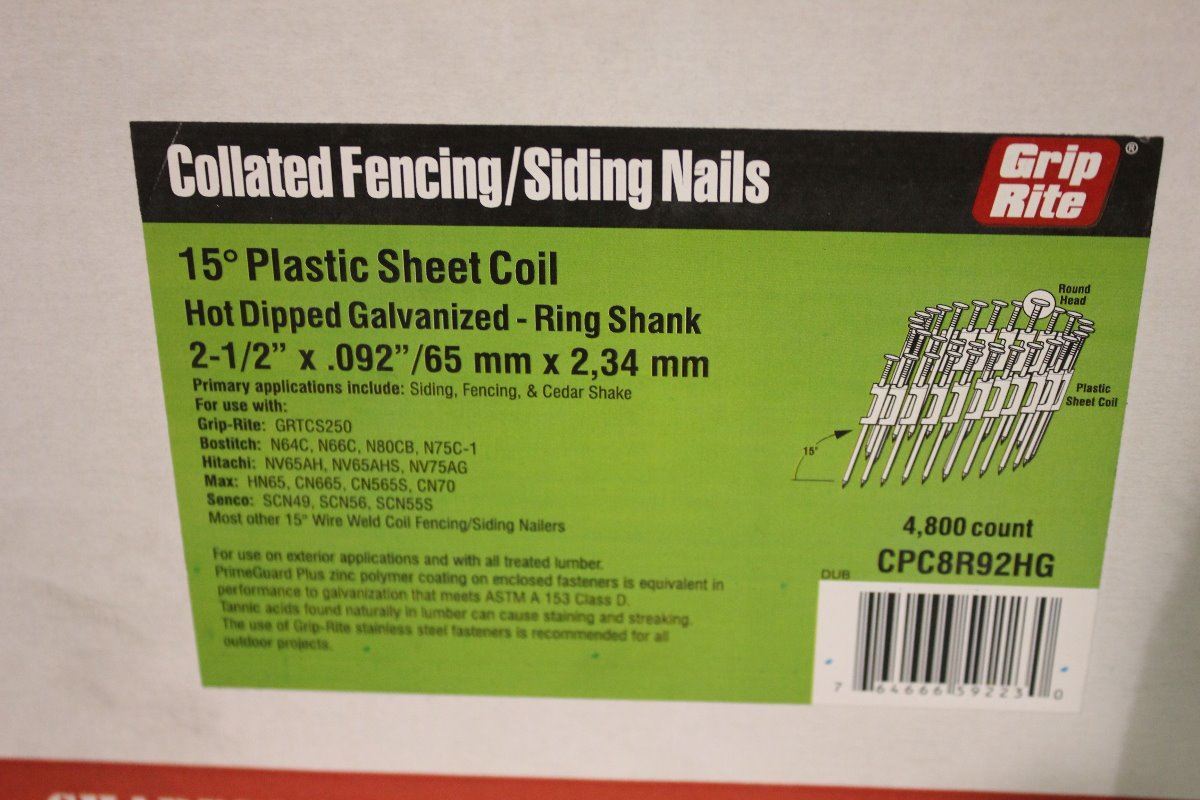 Collated Fencing/Siding Nails
Grip Rite®
15° Plastic Sheet Coil
Hot Dipped Galvanized - Ring Shank
2-1/2" x .092"/65 mm x 2,34 mm
Primary applications include: Siding, Fencing, & Cedar Shake
For use with:
Grip-Rite: GRTCS250
Bostitch: N64C, N66C, N80CB, N75C-1
Hitachi: NV65AH, NV65AHS, NV75AG
Max: HN65, CN665, CN565S, CN70
Senco: SCN49, SCN56, SCN55S
Most other 15° Wire Weld Coil Fencing/Siding Nailers
For use on exterior applications and with all treated lumber.
PrimeGuard Plus zinc polymer coating on enclosed fasteners is equivalent in
performance to galvanization that meets ASTM A 153 Class D.
Tannic acids found naturally in lumber can cause staining and streaking.
The use of Grip-Rite stainless steel fasteners is recommended for all
outdoor projects.
Round
Head
Plastic
Sheet Coil
15°
4,800 count
CPC8R92HG
DUB
7 64666 59223 0